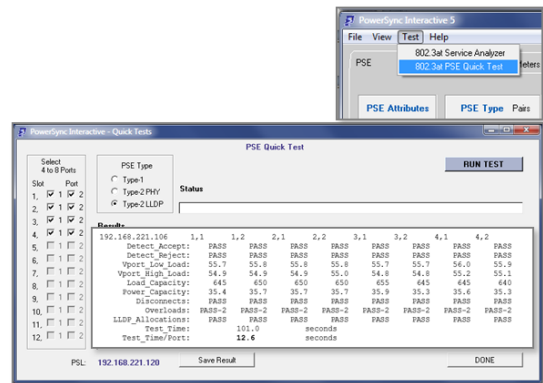 PowerSync Interactive 5
File View Test Help
802.3at Service Analyzer
PSE 802.3at PSE Quick Test Meters
PSE Attributes PSE Type Pairs
PowerSync Interactive - Quick Tests
PSE Quick Test
Select
4 to 8 Ports
Slot Port
1, 1 2
2, 1 2
3, 1 2
4, 1 2
5, 1 2
6, 1 2
7, 1 2
8, 1 2
9, 1 2
10, 1 2
11, 1 2
12, 1 2
PSE Type
Type-1
Type-2 PHY
Type-2 LLDP
RUN TEST
Status
Results
192.168.221.106 1,1 1,2 2,1 2,2 3,1 3,2 4,1 4,2
Detect_Accept: PASS PASS PASS PASS PASS PASS PASS PASS
Detect_Reject: PASS PASS PASS PASS PASS PASS PASS PASS
Vport_Low_Load: 55.7 55.8 55.8 55.8 55.7 55.7 56.0 55.9
Vport_High_Load: 54.9 54.9 54.9 55.0 54.8 54.8 55.2 55.1
Load_Capacity: 645 650 650 650 655 645 645 640
Power_Capacity: 35.4 35.7 35.7 35.7 35.9 35.3 35.6 35.3
Disconnects: PASS PASS PASS PASS PASS PASS PASS PASS
Overloads: PASS-2 PASS-2 PASS-2 PASS-2 PASS-2 PASS-2 PASS-2 PASS-2
LLDP_Allocations: PASS PASS PASS PASS PASS PASS PASS PASS
Test_Time: 101.0 seconds
Test_Time/Port: 12.6 seconds
PSL: 192.168.221.120 Save Result DONE